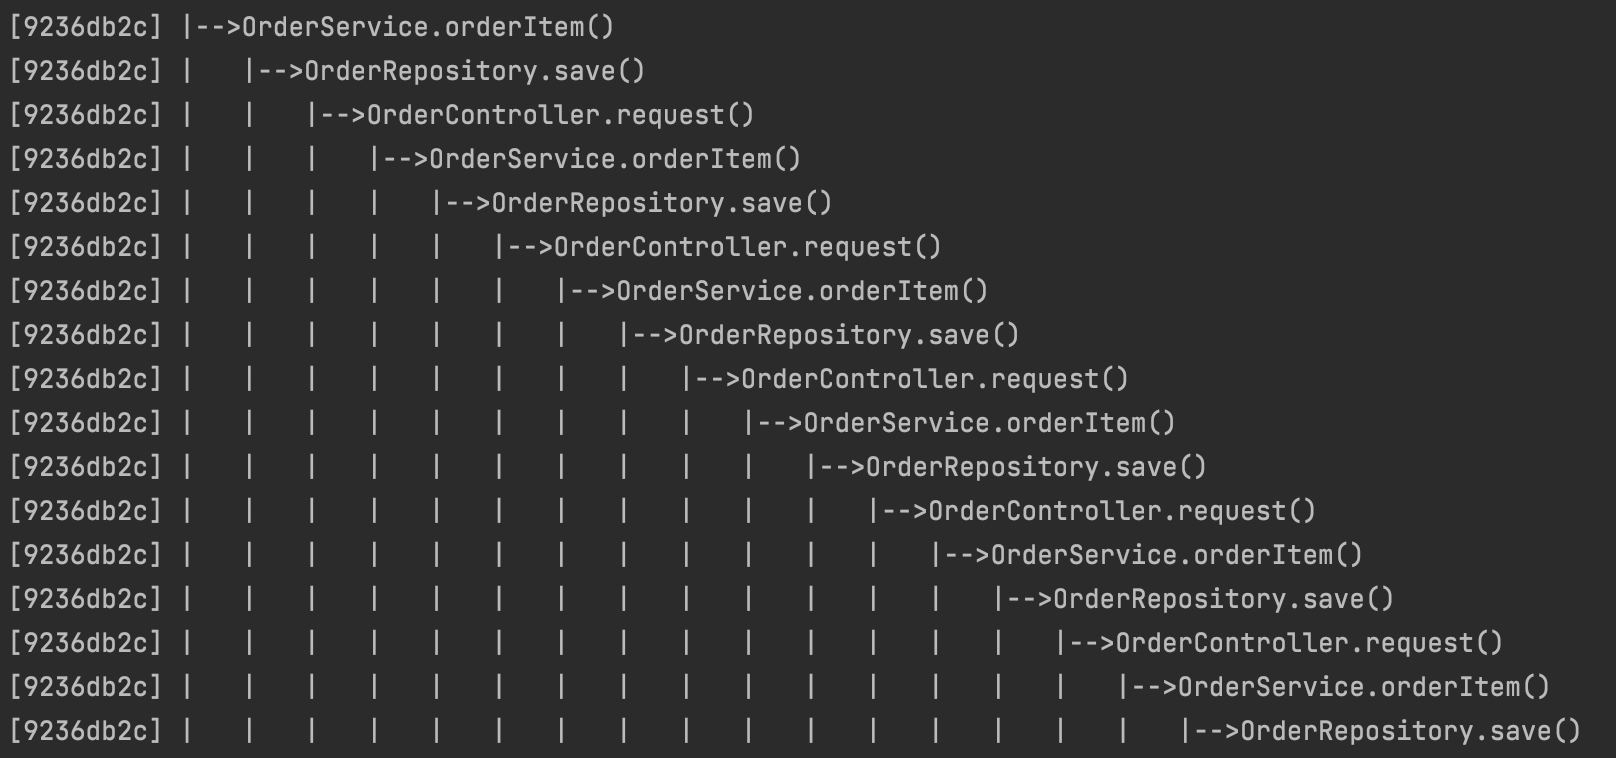 [9236db2c] |-->OrderService.orderItem()
[9236db2c] |   |-->OrderRepository.save()
[9236db2c] |   |   |-->OrderController.request()
[9236db2c] |   |   |   |-->OrderService.orderItem()
[9236db2c] |   |   |   |   |-->OrderRepository.save()
[9236db2c] |   |   |   |   |   |-->OrderController.request()
[9236db2c] |   |   |   |   |   |   |-->OrderService.orderItem()
[9236db2c] |   |   |   |   |   |   |   |-->OrderRepository.save()
[9236db2c] |   |   |   |   |   |   |   |   |-->OrderController.request()
[9236db2c] |   |   |   |   |   |   |   |   |   |-->OrderService.orderItem()
[9236db2c] |   |   |   |   |   |   |   |   |   |   |-->OrderRepository.save()
[9236db2c] |   |   |   |   |   |   |   |   |   |   |   |-->OrderController.request()
[9236db2c] |   |   |   |   |   |   |   |   |   |   |   |   |-->OrderService.orderItem()
[9236db2c] |   |   |   |   |   |   |   |   |   |   |   |   |   |-->OrderRepository.save()
[9236db2c] |   |   |   |   |   |   |   |   |   |   |   |   |   |   |-->OrderController.request()
[9236db2c] |   |   |   |   |   |   |   |   |   |   |   |   |   |   |   |-->OrderService.orderItem()
[9236db2c] |   |   |   |   |   |   |   |   |   |   |   |   |   |   |   |   |-->OrderRepository.save()